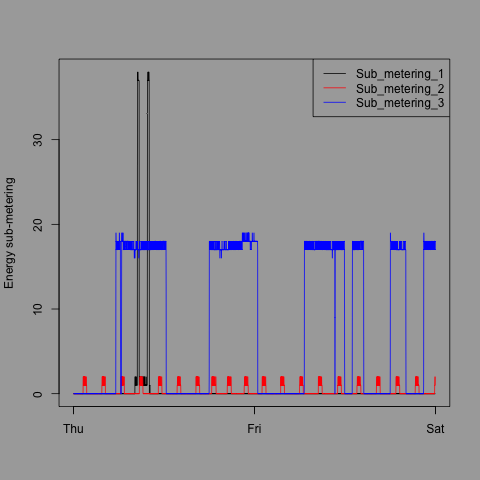 Sub_metering_1
Sub_metering_2
Sub_metering_3
Energy sub-metering
30
20
10
0
Thu Fri Sat